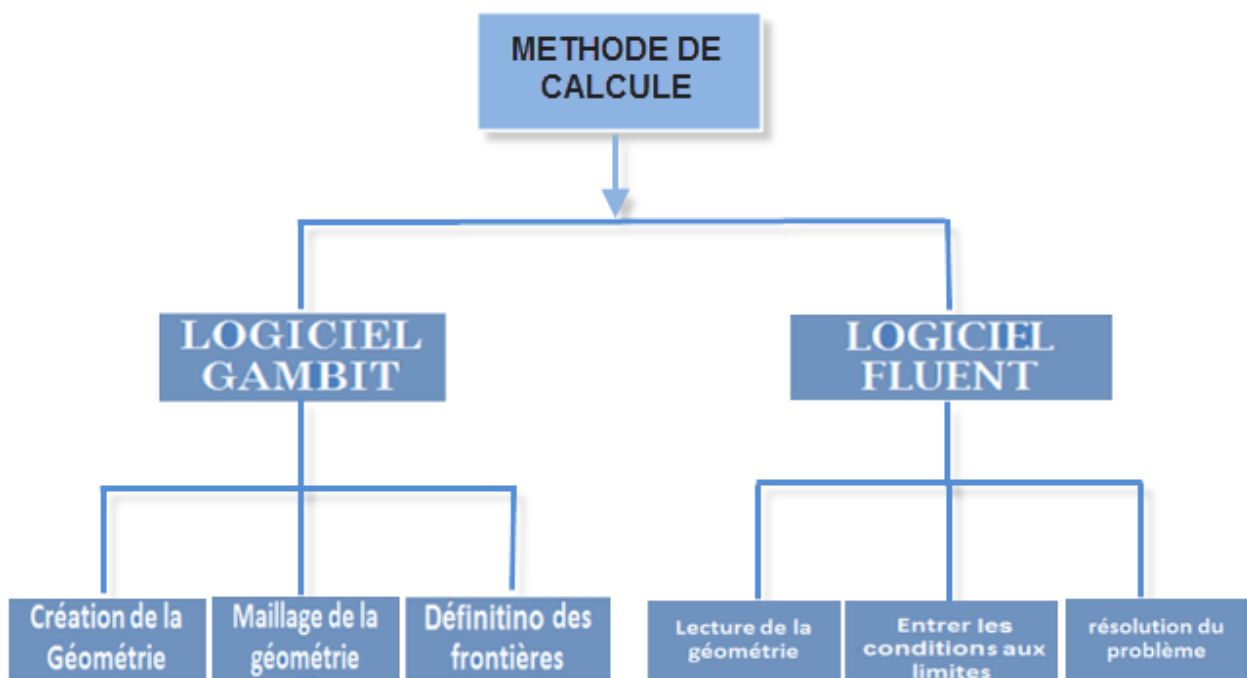 METHODE DE
CALCULE
LOGICIEL
GAMBIT
LOGICIEL
FLUENT
Création de la
Géométrie
Maillage de la
géométrie
Définitino des
frontières
Lecture de la
géométrie
Entrer les
conditions aux
limites
résolution du
problème